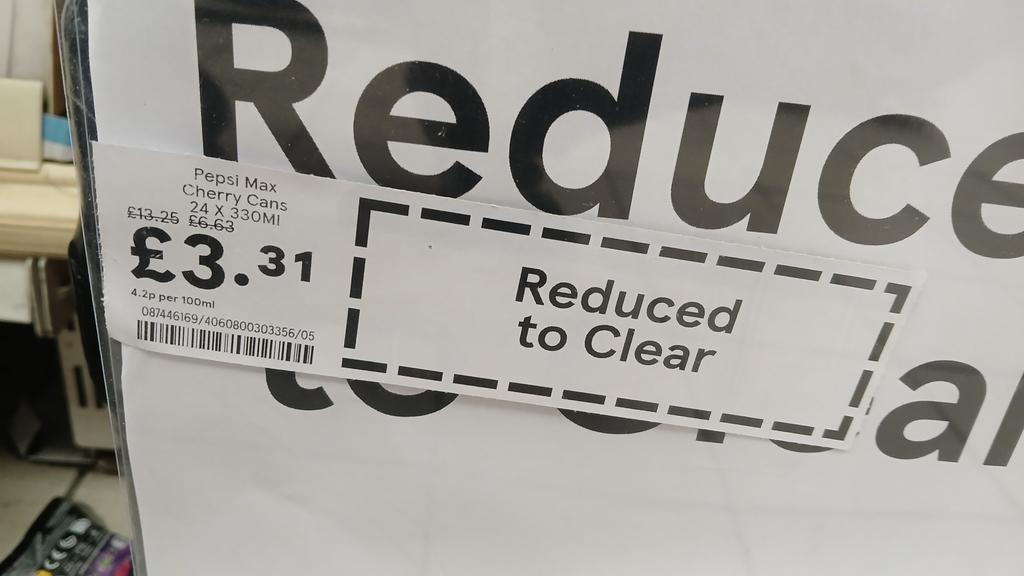 Reduce
Pepsi Max
Cherry Cans
24 X 330Ml
£13.25 £6.63
£3.31
4.2p per 100ml
087446169/4060800303356/05
Reduced
to Clear